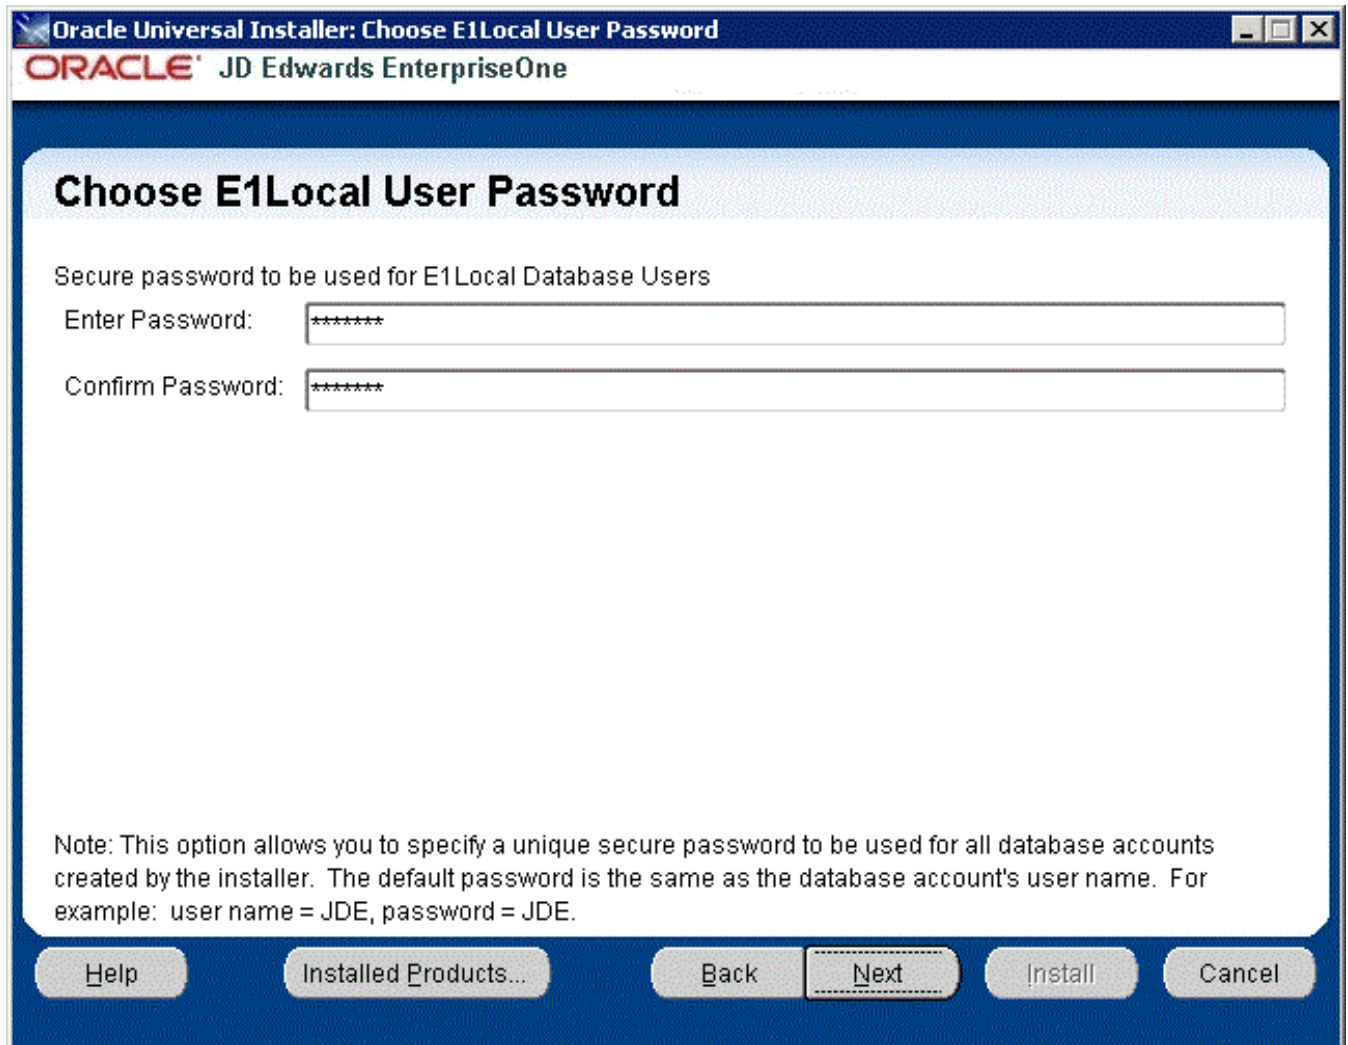 Oracle Universal Installer: Choose E1Local User Password
ORACLE® JD Edwards EnterpriseOne
Choose E1Local User Password
Secure password to be used for E1Local Database Users
Enter Password: *******
Confirm Password: *******
Note: This option allows you to specify a unique secure password to be used for all database accounts
created by the installer. The default password is the same as the database account's user name. For
example: user name = JDE, password = JDE.
Help Installed Products... Back Next Install Cancel